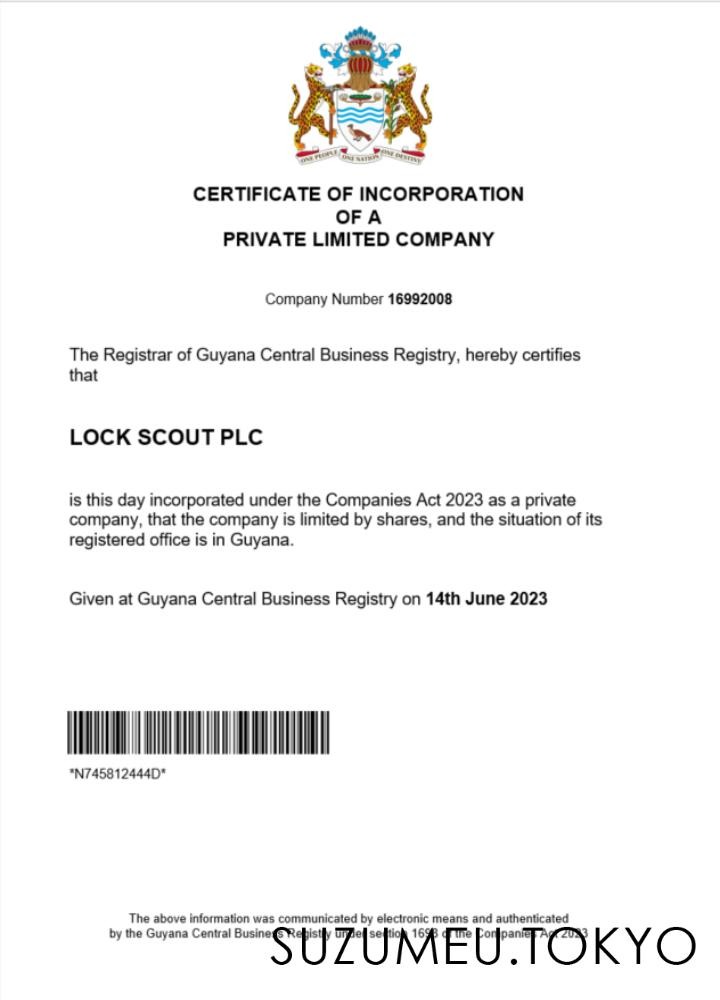 ONE PEOPLE ONE NATION ONE DESTINY
CERTIFICATE OF INCORPORATION
OF A
PRIVATE LIMITED COMPANY
Company Number 16992008
The Registrar of Guyana Central Business Registry, hereby certifies
that
LOCK SCOUT PLC
is this day incorporated under the Companies Act 2023 as a private
company, that the company is limited by shares, and the situation of its
registered office is in Guyana.
Given at Guyana Central Business Registry on 14th June 2023
*N745812444D*
The above information was communicated by electronic means and authenticated
by the Guyana Central Business Registry under section of the Companies Act 2023
SUZUMEU.TOKYO